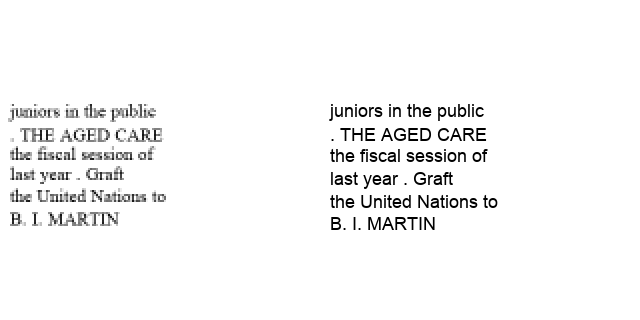 juniors in the public
. THE AGED CARE
the fiscal session of
last year . Graft
the United Nations to
B. I. MARTIN
juniors in the public
. THE AGED CARE
the fiscal session of
last year . Graft
the United Nations to
B. I. MARTIN